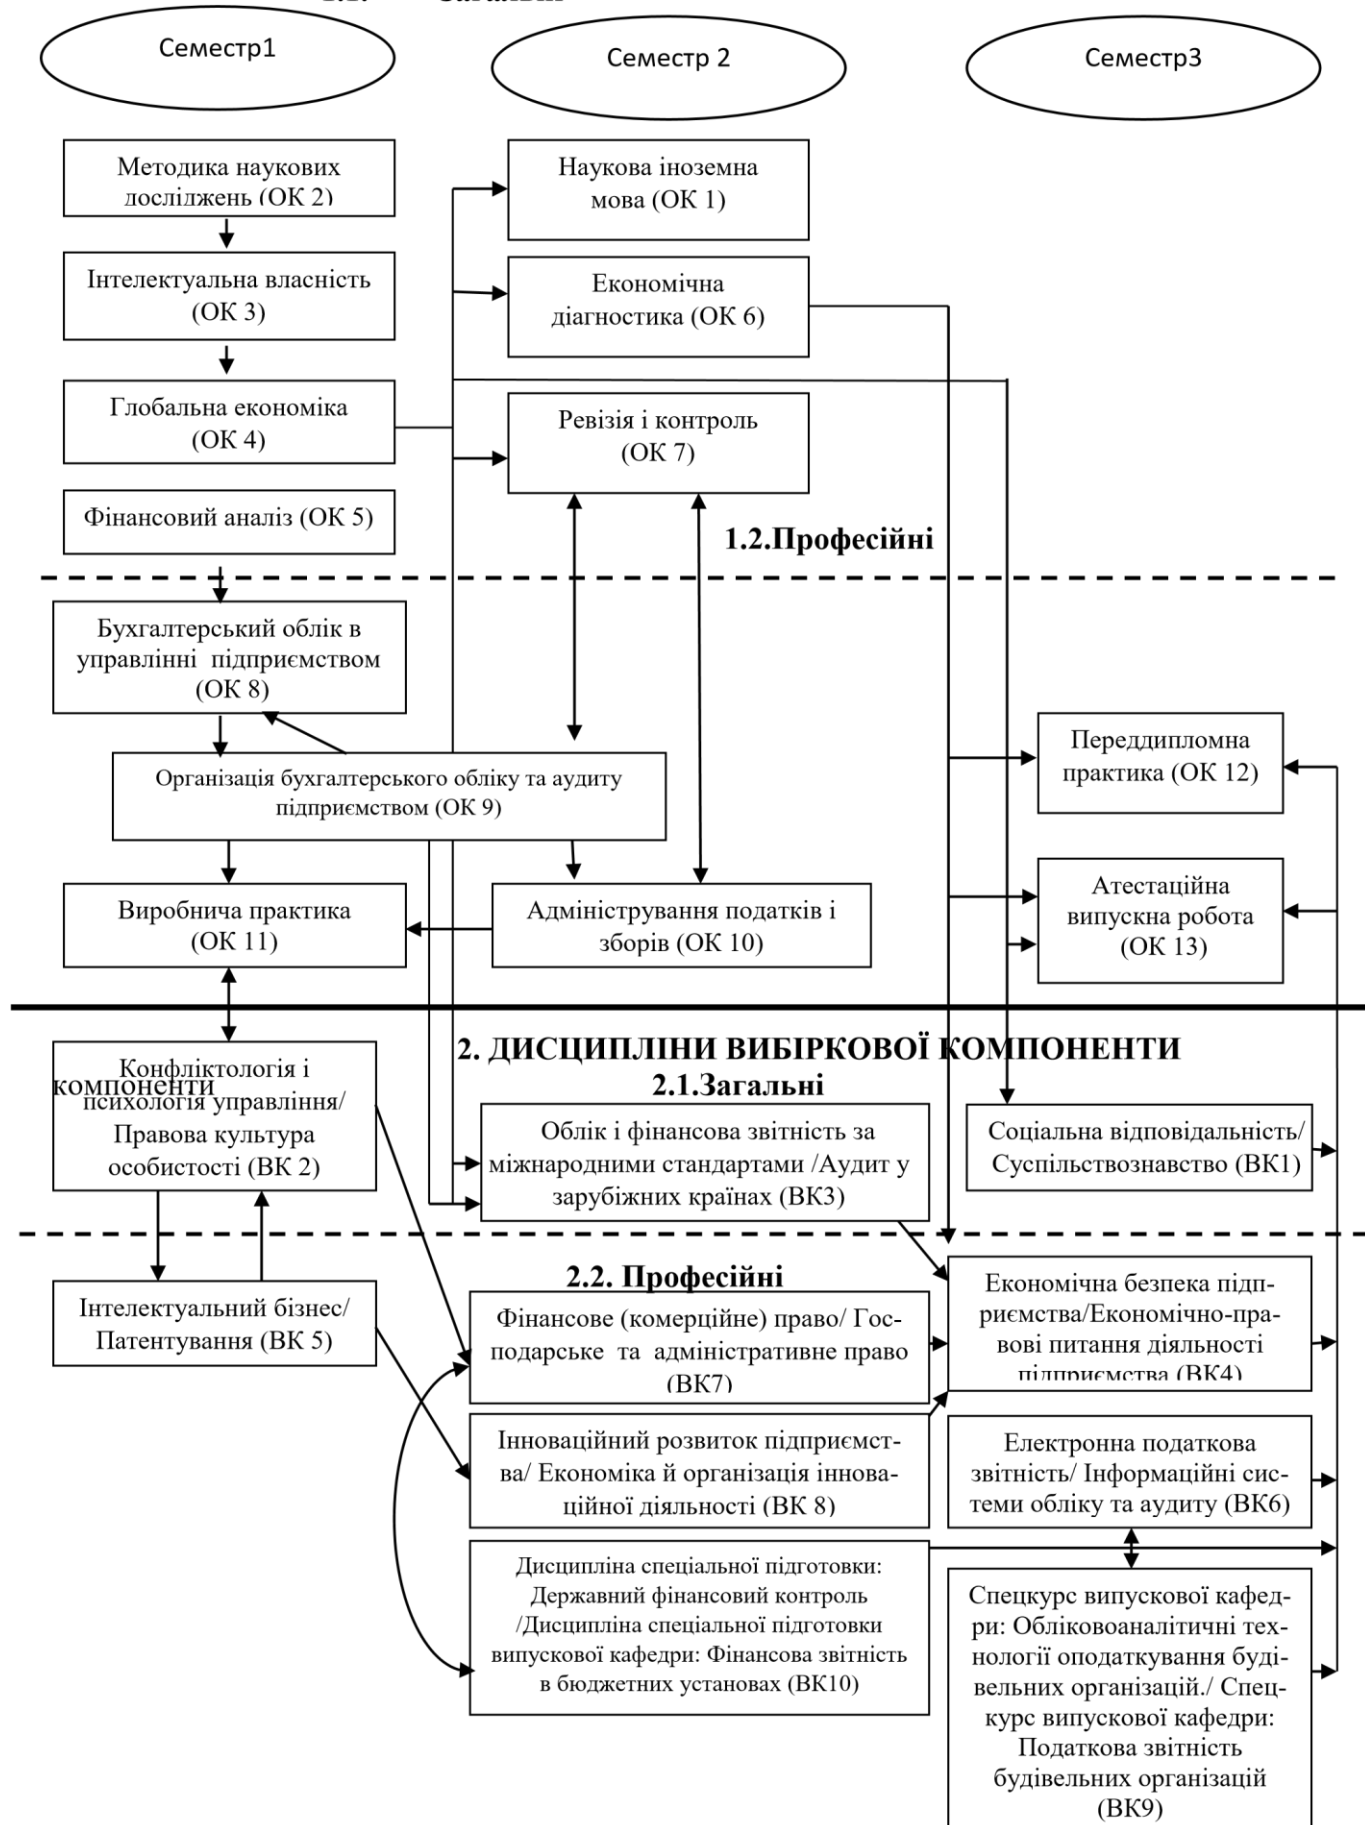 1.1. Загальні
Семестр1
Семестр 2
Семестр3
Методика наукових
досліджень (ОК 2)
Наукова іноземна
мова (ОК 1)
Інтелектуальна власність
(ОК 3)
Економічна
діагностика (ОК 6)
Глобальна економіка
(ОК 4)
Ревізія і контроль
(ОК 7)
Фінансовий аналіз (ОК 5)
1.2.Професійні
Бухгалтерський облік в
управлінні підприємством
(ОК 8)
Організація бухгалтерського обліку та аудиту
підприємством (ОК 9)
Переддипломна
практика (ОК 12)
Виробнича практика
(ОК 11)
Адміністрування податків і
зборів (ОК 10)
Атестаційна
випускна робота
(ОК 13)
2. ДИСЦИПЛІНИ ВИБІРКОВОЇ КОМПОНЕНТИ
компоненти
2.1.Загальні
Конфліктологія і
психологія управління/
Правова культура
особистості (ВК 2)
Облік і фінансова звітність за
міжнародними стандартами /Аудит у
зарубіжних країнах (ВК3)
Соціальна відповідальність/
Суспільствознавство (ВК1)
2.2. Професійні
Інтелектуальний бізнес/
Патентування (ВК 5)
Фінансове (комерційне) право/ Гос-
подарське та адміністративне право
(ВК7)
Економічна безпека підп-
риємства/Економічно-пра-
вові питання діяльності
підприємства (ВК4)
Інноваційний розвиток підприємст-
ва/ Економіка й організація іннова-
ційної діяльності (ВК 8)
Електронна податкова
звітність/ Інформаційні сис-
теми обліку та аудиту (ВК6)
Дисципліна спеціальної підготовки:
Державний фінансовий контроль
/Дисципліна спеціальної підготовки
випускової кафедри: Фінансова звітність
в бюджетних установах (ВК10)
Спецкурс випускової кафед-
ри: Обліковоаналітичні тех-
нології оподаткування буді-
вельних організацій./ Спец-
курс випускової кафедри:
Податкова звітність
будівельних організацій
(ВК9)